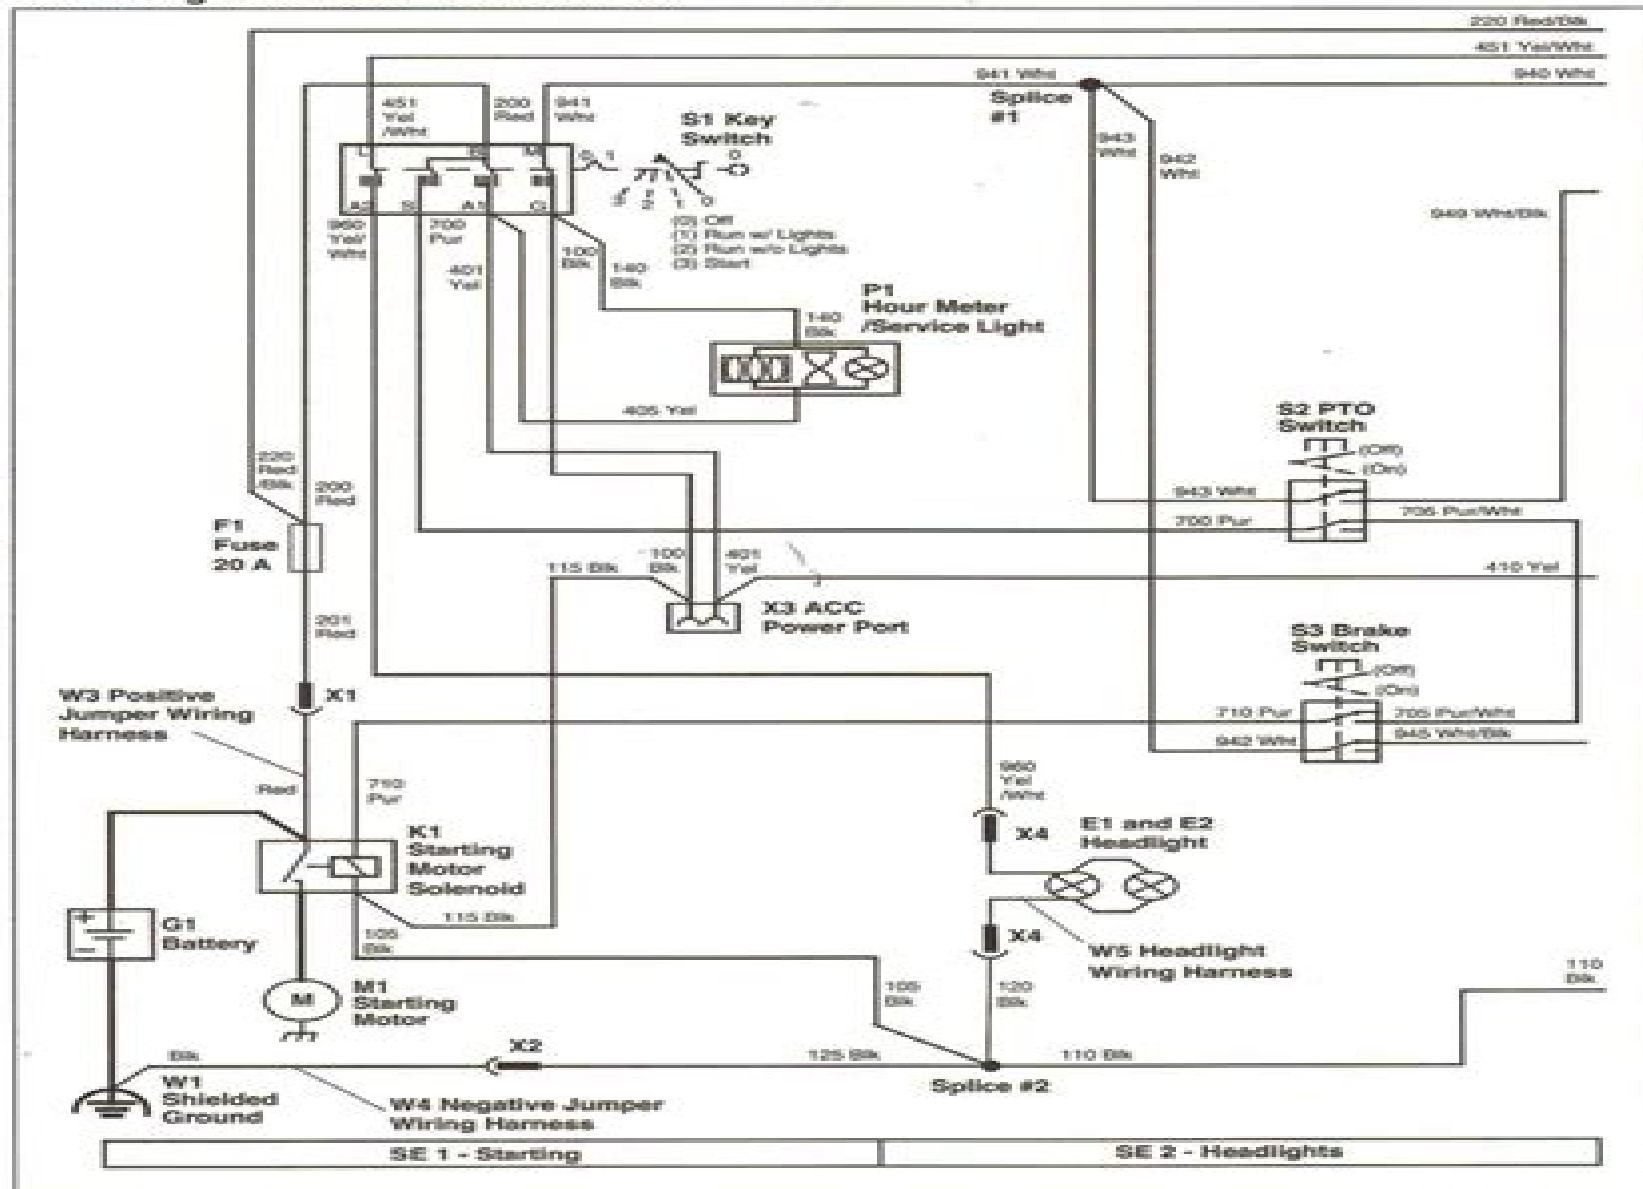 220 Red/Blk
451 Yel/Wht
941 Wht
940 Wht
Splice
#1
451
Yel
/Wht
200
Red
941
Wht
S1 Key
Switch
943
Wht
942
Wht
L
B
M
0 1
0
3
2
1
0
A2
S
A1
G
(0) Off
(1) Run w/ Lights
(2) Run w/o Lights
(3) Start
960
Yel/
Wht
700
Pur
401
Yel
100
Blk
140
Blk
949 Wht/Blk
P1
Hour Meter
/Service Light
140
Blk
405 Yel
S2 PTO
Switch
(Off)
(On)
220
Red
/Blk
200
Red
943 Wht
700 Pur
705 Pur/Wht
F1
Fuse
20 A
115 Blk
100
Blk
401
Yel
410 Yel
X3 ACC
Power Port
201
Red
S3 Brake
Switch
(Off)
(On)
W3 Positive
Jumper Wiring
Harness
X1
710 Pur
705 Pur/Wht
942 Wht
945 Wht/Blk
Red
710
Pur
960
Yel
/Wht
K1
Starting
Motor
Solenoid
X4
E1 and E2
Headlight
G1
Battery
115 Blk
105
Blk
X4
W5 Headlight
Wiring Harness
M
M1
Starting
Motor
105
Blk
120
Blk
110
Blk
Blk
X2
125 Blk
110 Blk
W1
Shielded
Ground
W4 Negative Jumper
Wiring Harness
Splice #2
SE 1 - Starting
SE 2 - Headlights